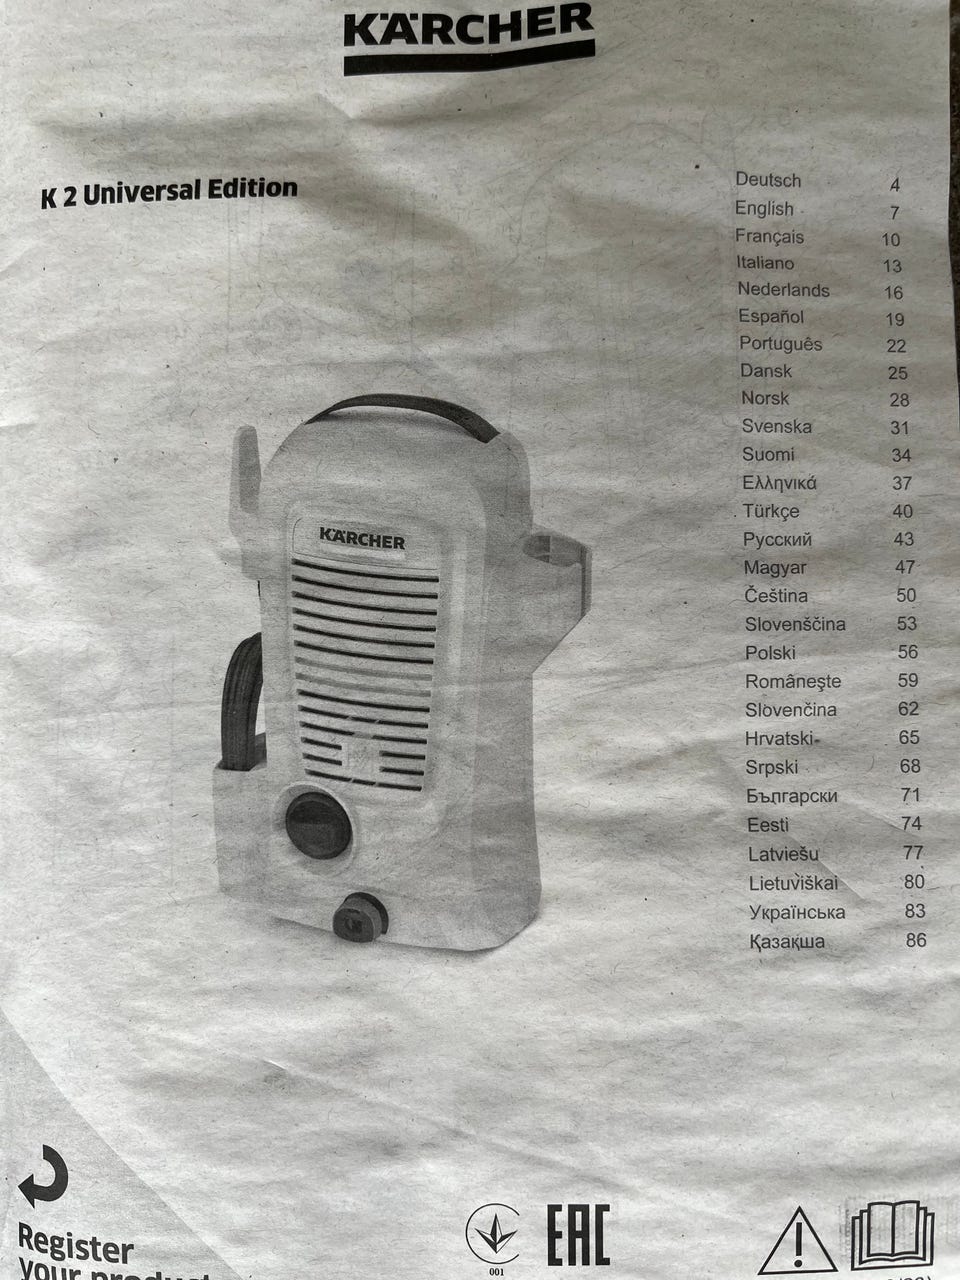 KÄRCHER
K 2 Universal Edition
Deutsch 4
English 7
Français 10
Italiano 13
Nederlands 16
Español 19
Português 22
Dansk 25
Norsk 28
Svenska 31
Suomi 34
Ελληνικά 37
Türkçe 40
Русский 43
Magyar 47
Čeština 50
Slovenščina 53
Polski 56
Româneşte 59
Slovenčina 62
Hrvatski 65
Srpski 68
Български 71
Eesti 74
Latviešu 77
Lietuviškai 80
Українська 83
Қазақша 86
KÄRCHER
Register
your product
001
EAC